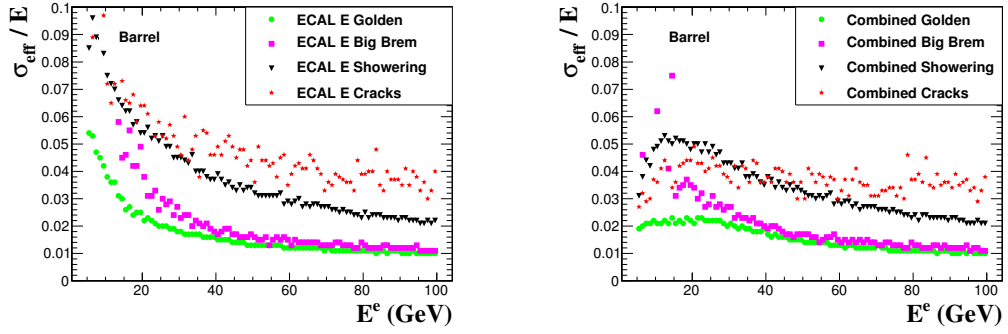 σeff / E
0.1
0.09
0.08
0.07
0.06
0.05
0.04
0.03
0.02
0.01
0
Barrel
ECAL E Golden
ECAL E Big Brem
ECAL E Showering
ECAL E Cracks
20
40
60
80
100
E^e (GeV)
σeff / E
0.1
0.09
0.08
0.07
0.06
0.05
0.04
0.03
0.02
0.01
0
Barrel
Combined Golden
Combined Big Brem
Combined Showering
Combined Cracks
20
40
60
80
100
E^e (GeV)